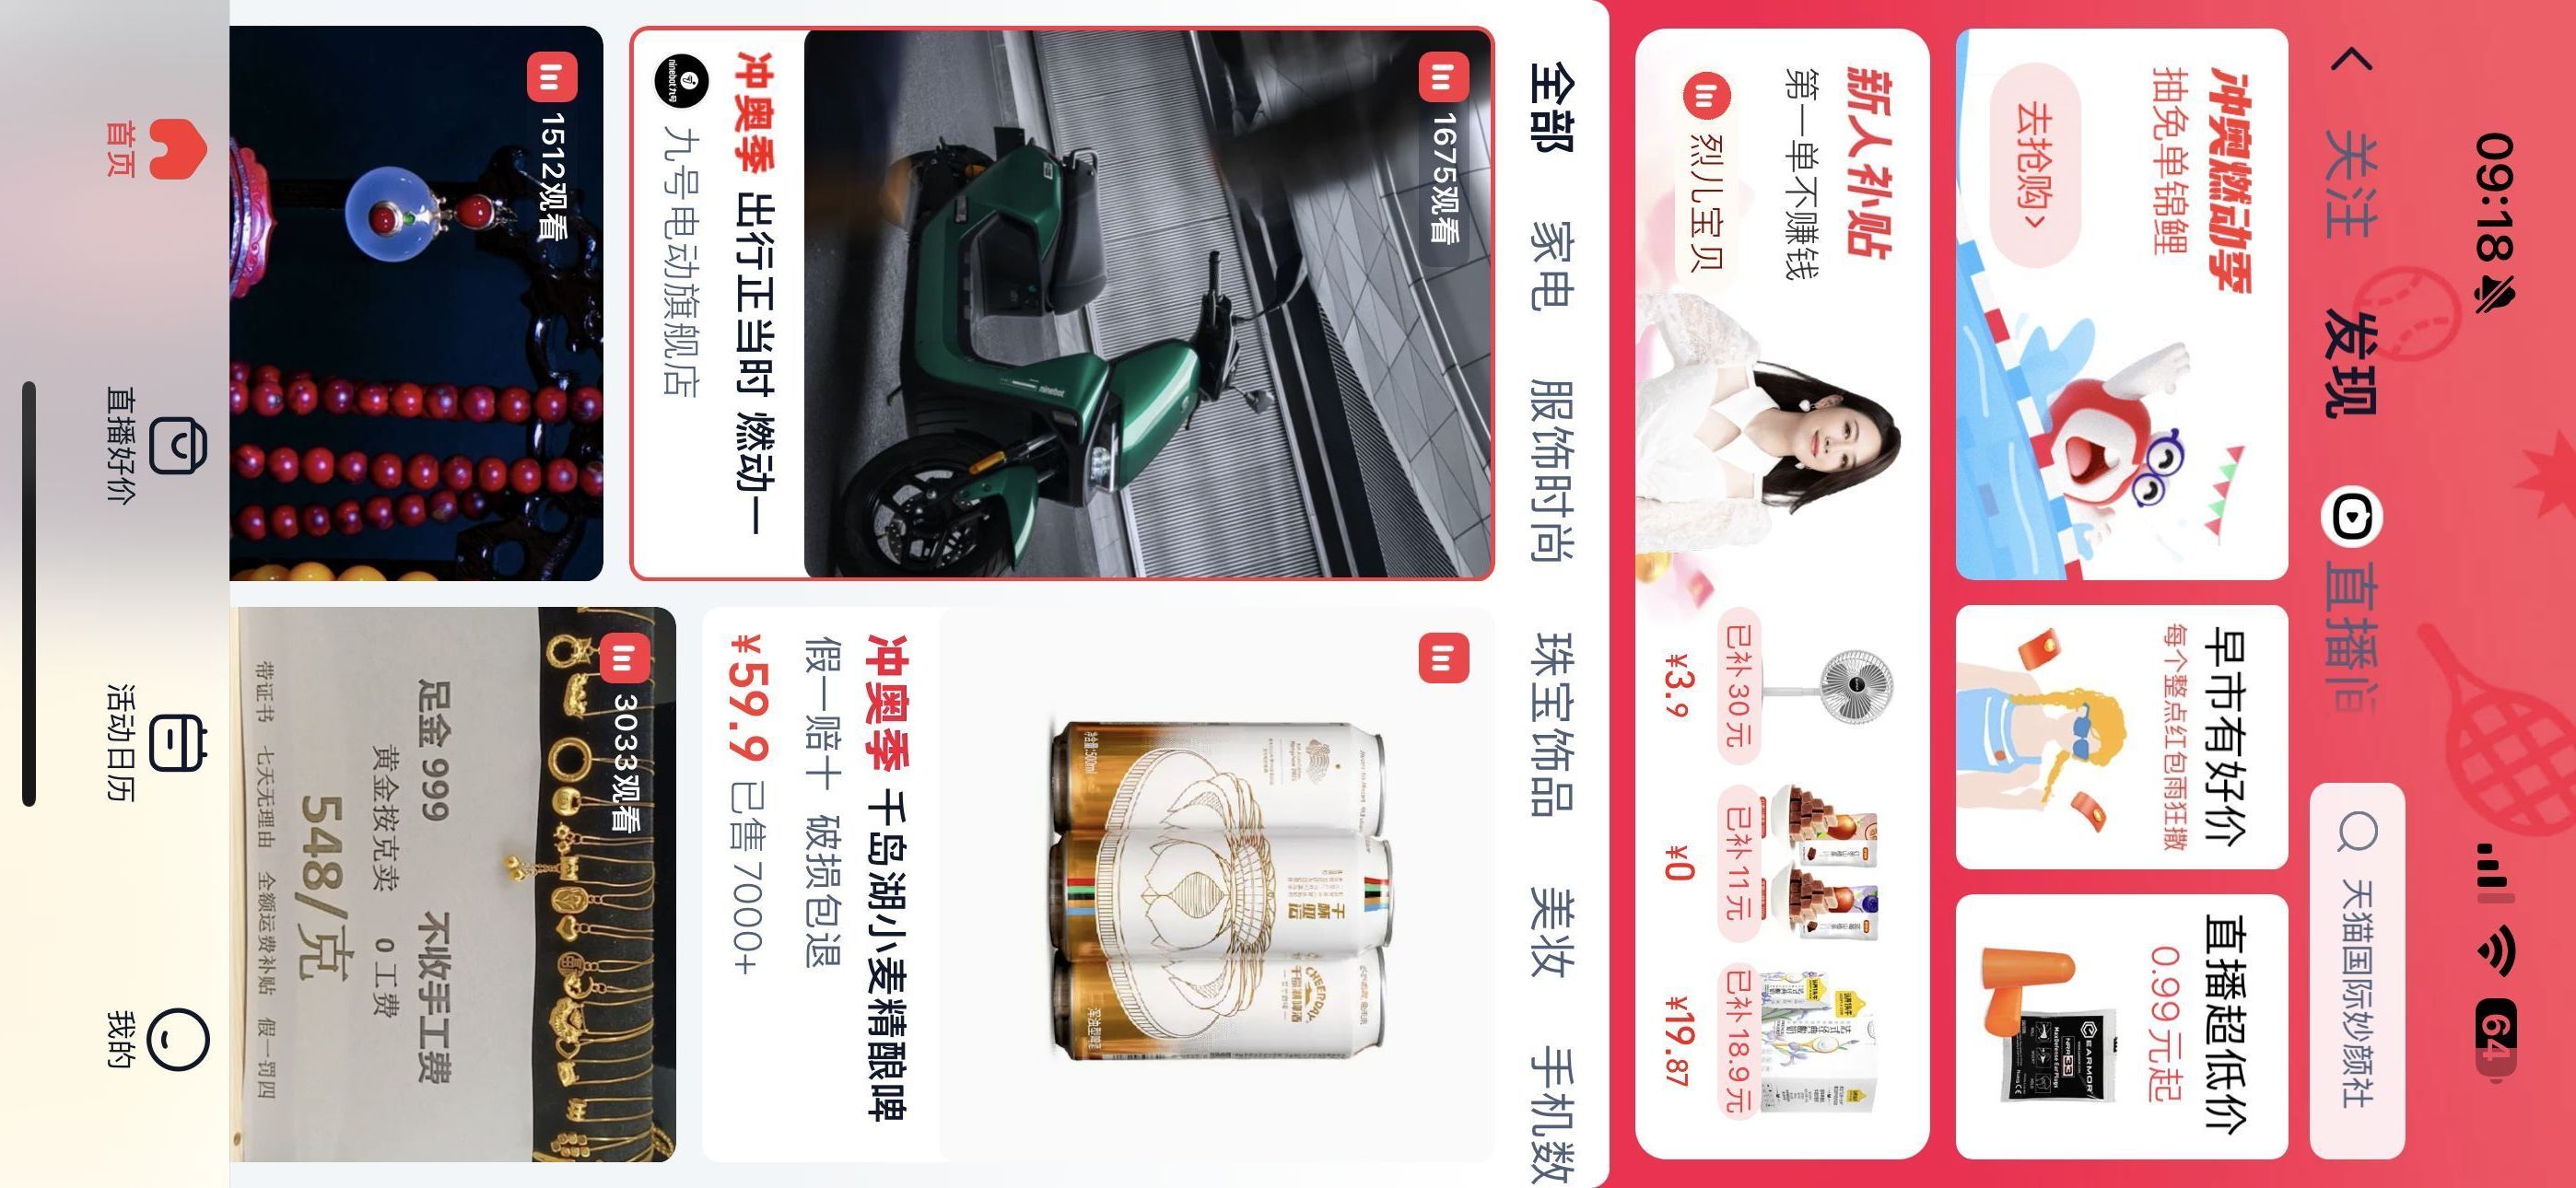 09:18
64
关注
发现
直播间
天猫国际妙颜社
冲奥燃动季
抽免单锦鲤
去抢购>
早市有好价
每个整点红包雨狂撒
直播超低价
0.99元起
EARMOR
新人补贴
第一单不赚钱
烈儿宝贝
已补30元
¥3.9
已补11元
¥0
已补18.9元
¥19.87
全部
家电
服饰时尚
珠宝饰品
美妆
手机数
1675观看
ninebot
冲奥季 出行正当时 燃动一
九号电动旗舰店
千岛湖啤酒
冲奥季 千岛湖小麦精酿啤
假一赔十 破损包退
¥59.9 已售7000+
1512观看
3033观看
足金999 不收手工费
黄金按克卖 0工费
548/克
带证书 七天无理由 全额运费补贴 假一罚四
首页
直播好价
活动日历
我的